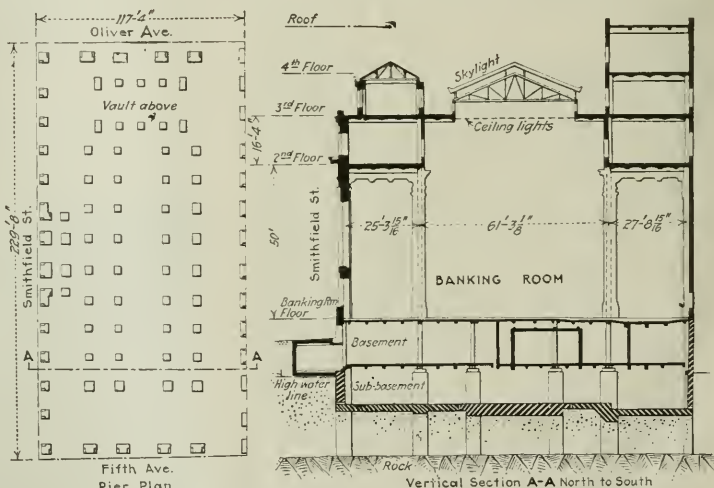 117'-4"
Oliver Ave.
Vault above
229'-8"
Smithfield St.
A
A
Fifth Ave.
Pier Plan
Roof
4th Floor
Skylight
3rd Floor
Ceiling lights
16'-4"
2nd Floor
50'
Smithfield St.
25'-3 15/16"
61'-3 1/8"
27'-8 15/16"
BANKING ROOM
Banking Rm
Floor
Basement
High water
line
Sub-basement
Rock
Vertical Section A-A North to South